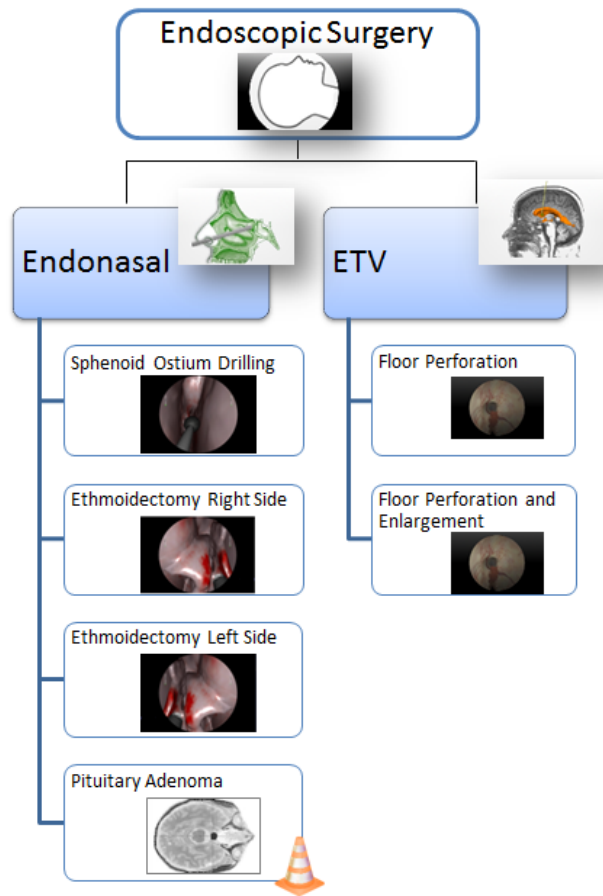 Endoscopic Surgery
Endonasal
ETV
Sphenoid Ostium Drilling
Ethmoidectomy Right Side
Ethmoidectomy Left Side
Pituitary Adenoma
Floor Perforation
Floor Perforation and
Enlargement